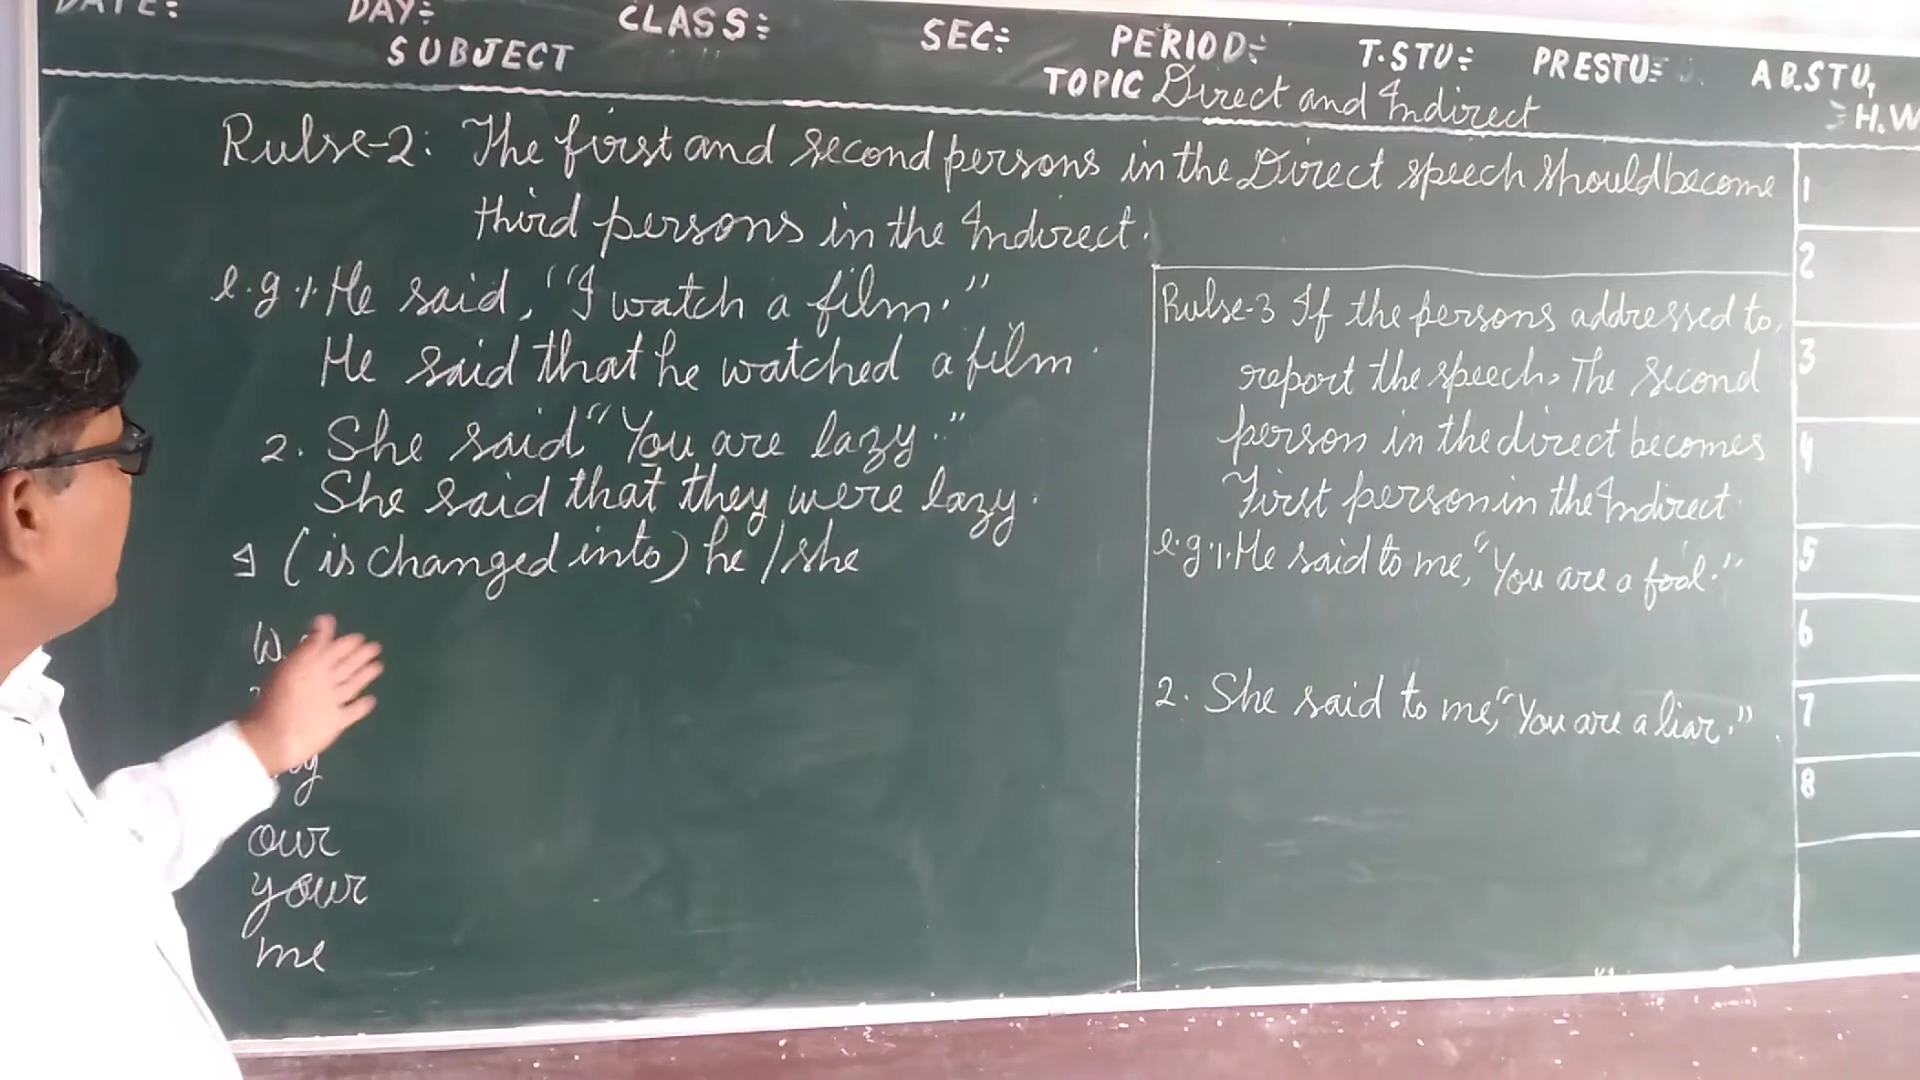 DATE:
DAY:
CLASS:
SEC:
PERIOD:
T.STU:
PRESTU:
AB.STU,
H.W
SUBJECT
TOPIC Direct and Indirect
Rulse-2: The first and second persons in the Direct speech should become
third persons in the Indirect.
e.g.1. He said, "I watch a film."
He said that he watched a film.
2. She said "You are lazy."
She said that they were lazy.
I (is changed into) he/she
our
your
me
Rulse-3 If the persons addressed to,
report the speech, The second
person in the direct becomes
First person in the Indirect.
e.g.1. He said to me, "You are a fool."
2. She said to me, "You are a liar."
1
2
3
4
5
6
7
8